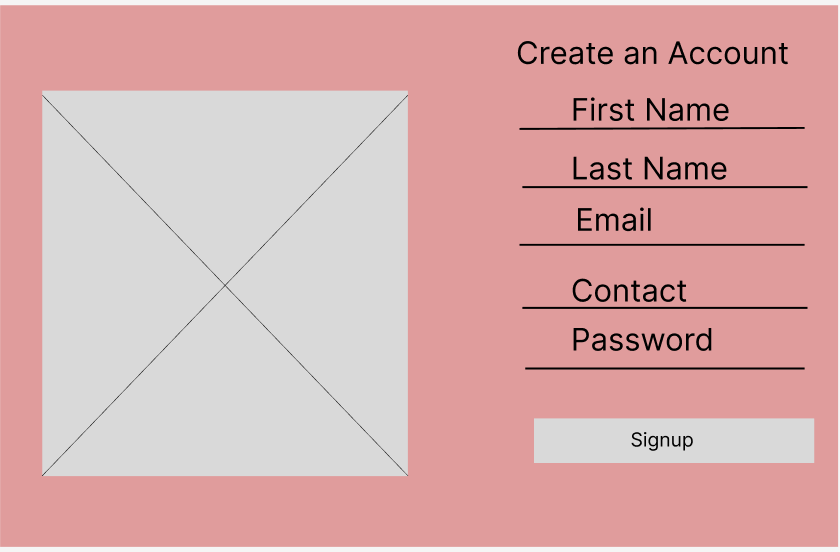 Create an Account
First Name
Last Name
Email
Contact
Password
Signup